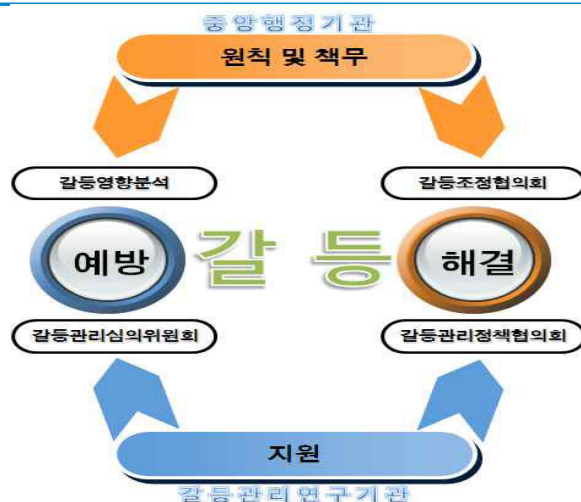 중앙행정기관
원칙 및 책무
갈등영향분석
갈등조정협의회
예방
갈등
해결
갈등관리심의위원회
갈등관리정책협의회
지원
갈등관리연구기관